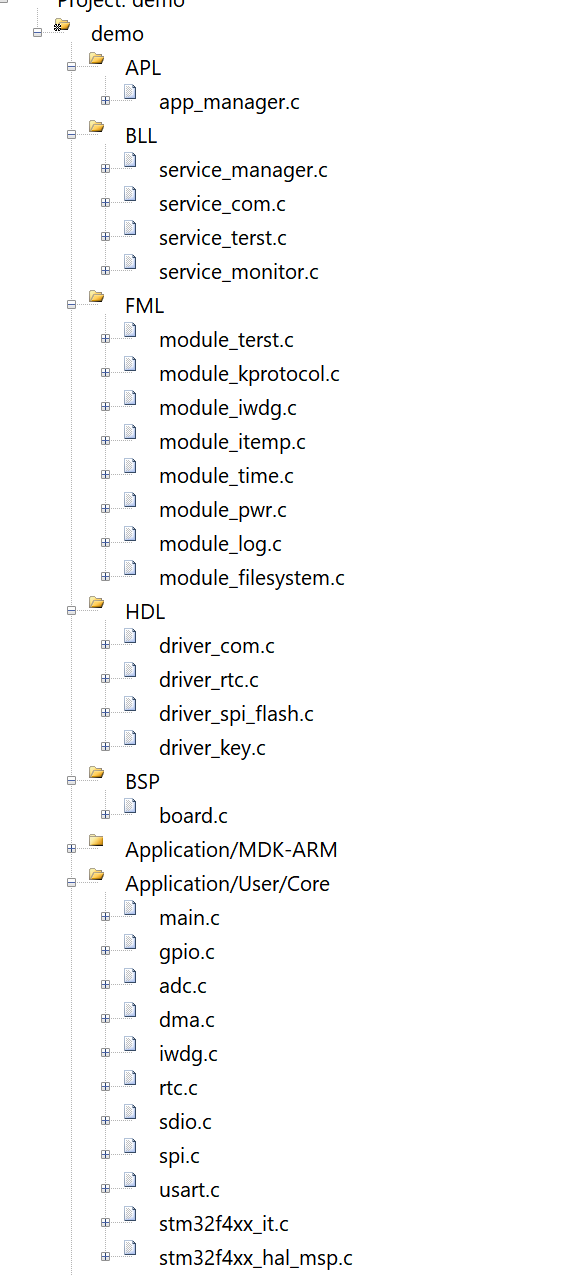 Project: demo
demo
APL
app_manager.c
BLL
service_manager.c
service_com.c
service_terst.c
service_monitor.c
FML
module_terst.c
module_kprotocol.c
module_iwdg.c
module_itemp.c
module_time.c
module_pwr.c
module_log.c
module_filesystem.c
HDL
driver_com.c
driver_rtc.c
driver_spi_flash.c
driver_key.c
BSP
board.c
Application/MDK-ARM
Application/User/Core
main.c
gpio.c
adc.c
dma.c
iwdg.c
rtc.c
sdio.c
spi.c
usart.c
stm32f4xx_it.c
stm32f4xx_hal_msp.c